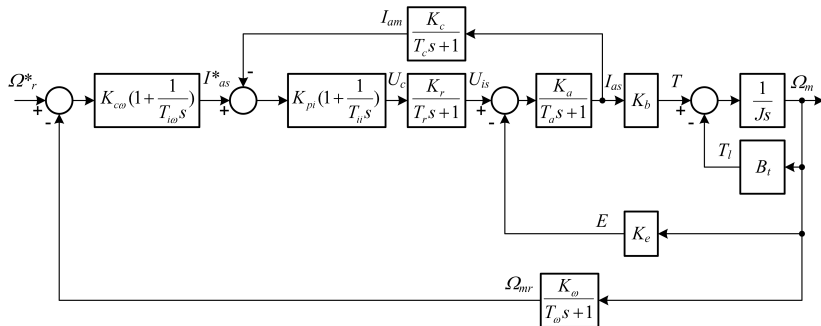 I_am
K_c
T_c s+1
-
Ω*_r
+
-
K_cω(1+ 1 / T_iω s)
I*_as
+
K_pi(1+ 1 / T_ii s)
U_c
K_r
T_r s+1
U_is
+
-
K_a
T_a s+1
I_as
K_b
T
+
-
1
Js
Ω_m
T_l
B_t
E
K_e
Ω_mr
K_ω
T_ω s+1